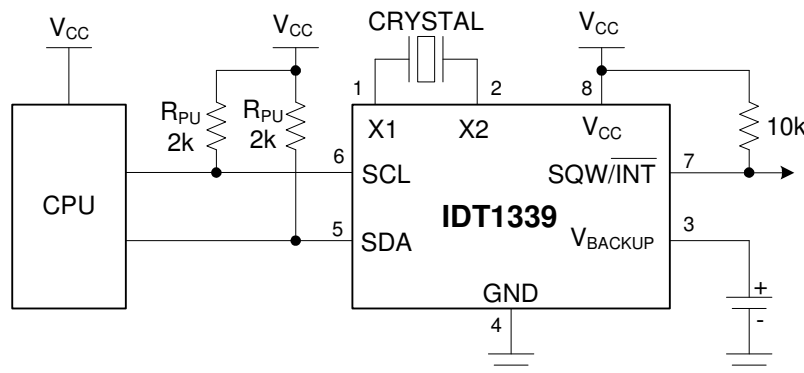 CRYSTAL
VCC
VCC
VCC
1
2
8
RPU
2k
RPU
2k
X1
X2
VCC
10k
6
SCL
SQW/INT
7
CPU
IDT1339
5
SDA
VBACKUP
3
GND
4
+
-